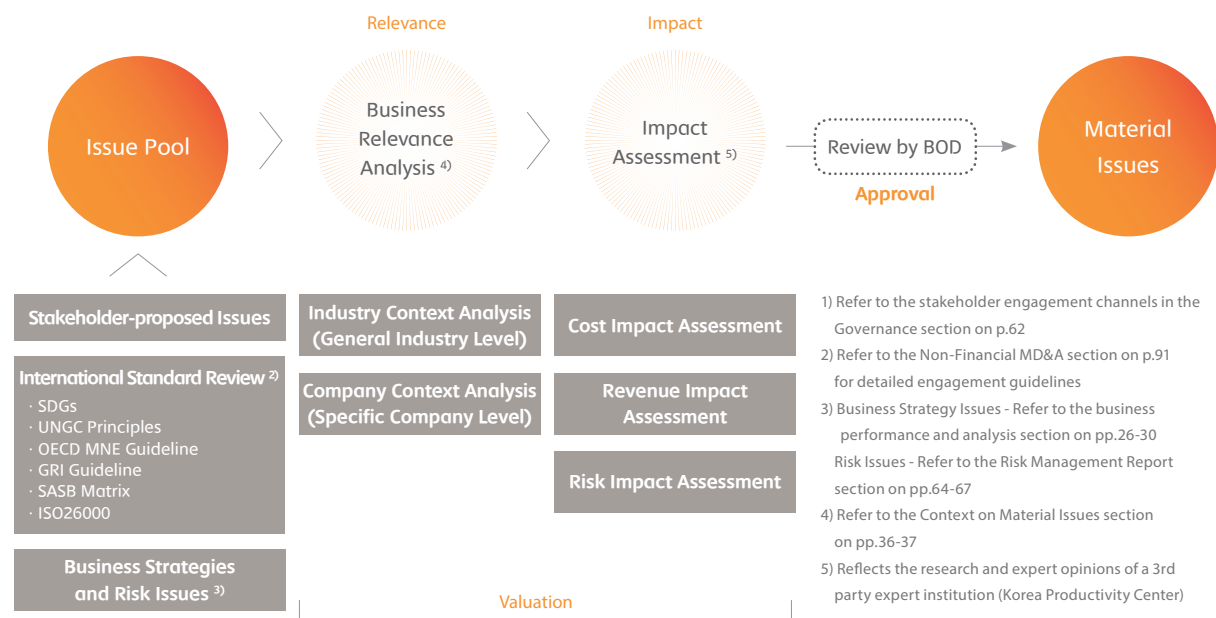 Relevance
Impact
Issue Pool
Business
Relevance
Analysis 4)
Impact
Assessment 5)
Review by BOD
Approval
Material
Issues
Stakeholder-proposed Issues
International Standard Review 2)
· SDGs
· UNGC Principles
· OECD MNE Guideline
· GRI Guideline
· SASB Matrix
· ISO26000
Business Strategies
and Risk Issues 3)
Industry Context Analysis
(General Industry Level)
Company Context Analysis
(Specific Company Level)
Cost Impact Assessment
Revenue Impact
Assessment
Risk Impact Assessment
Valuation
1) Refer to the stakeholder engagement channels in the
Governance section on p.62
2) Refer to the Non-Financial MD&A section on p.91
for detailed engagement guidelines
3) Business Strategy Issues - Refer to the business
performance and analysis section on pp.26-30
Risk Issues - Refer to the Risk Management Report
section on pp.64-67
4) Refer to the Context on Material Issues section
on pp.36-37
5) Reflects the research and expert opinions of a 3rd
party expert institution (Korea Productivity Center)